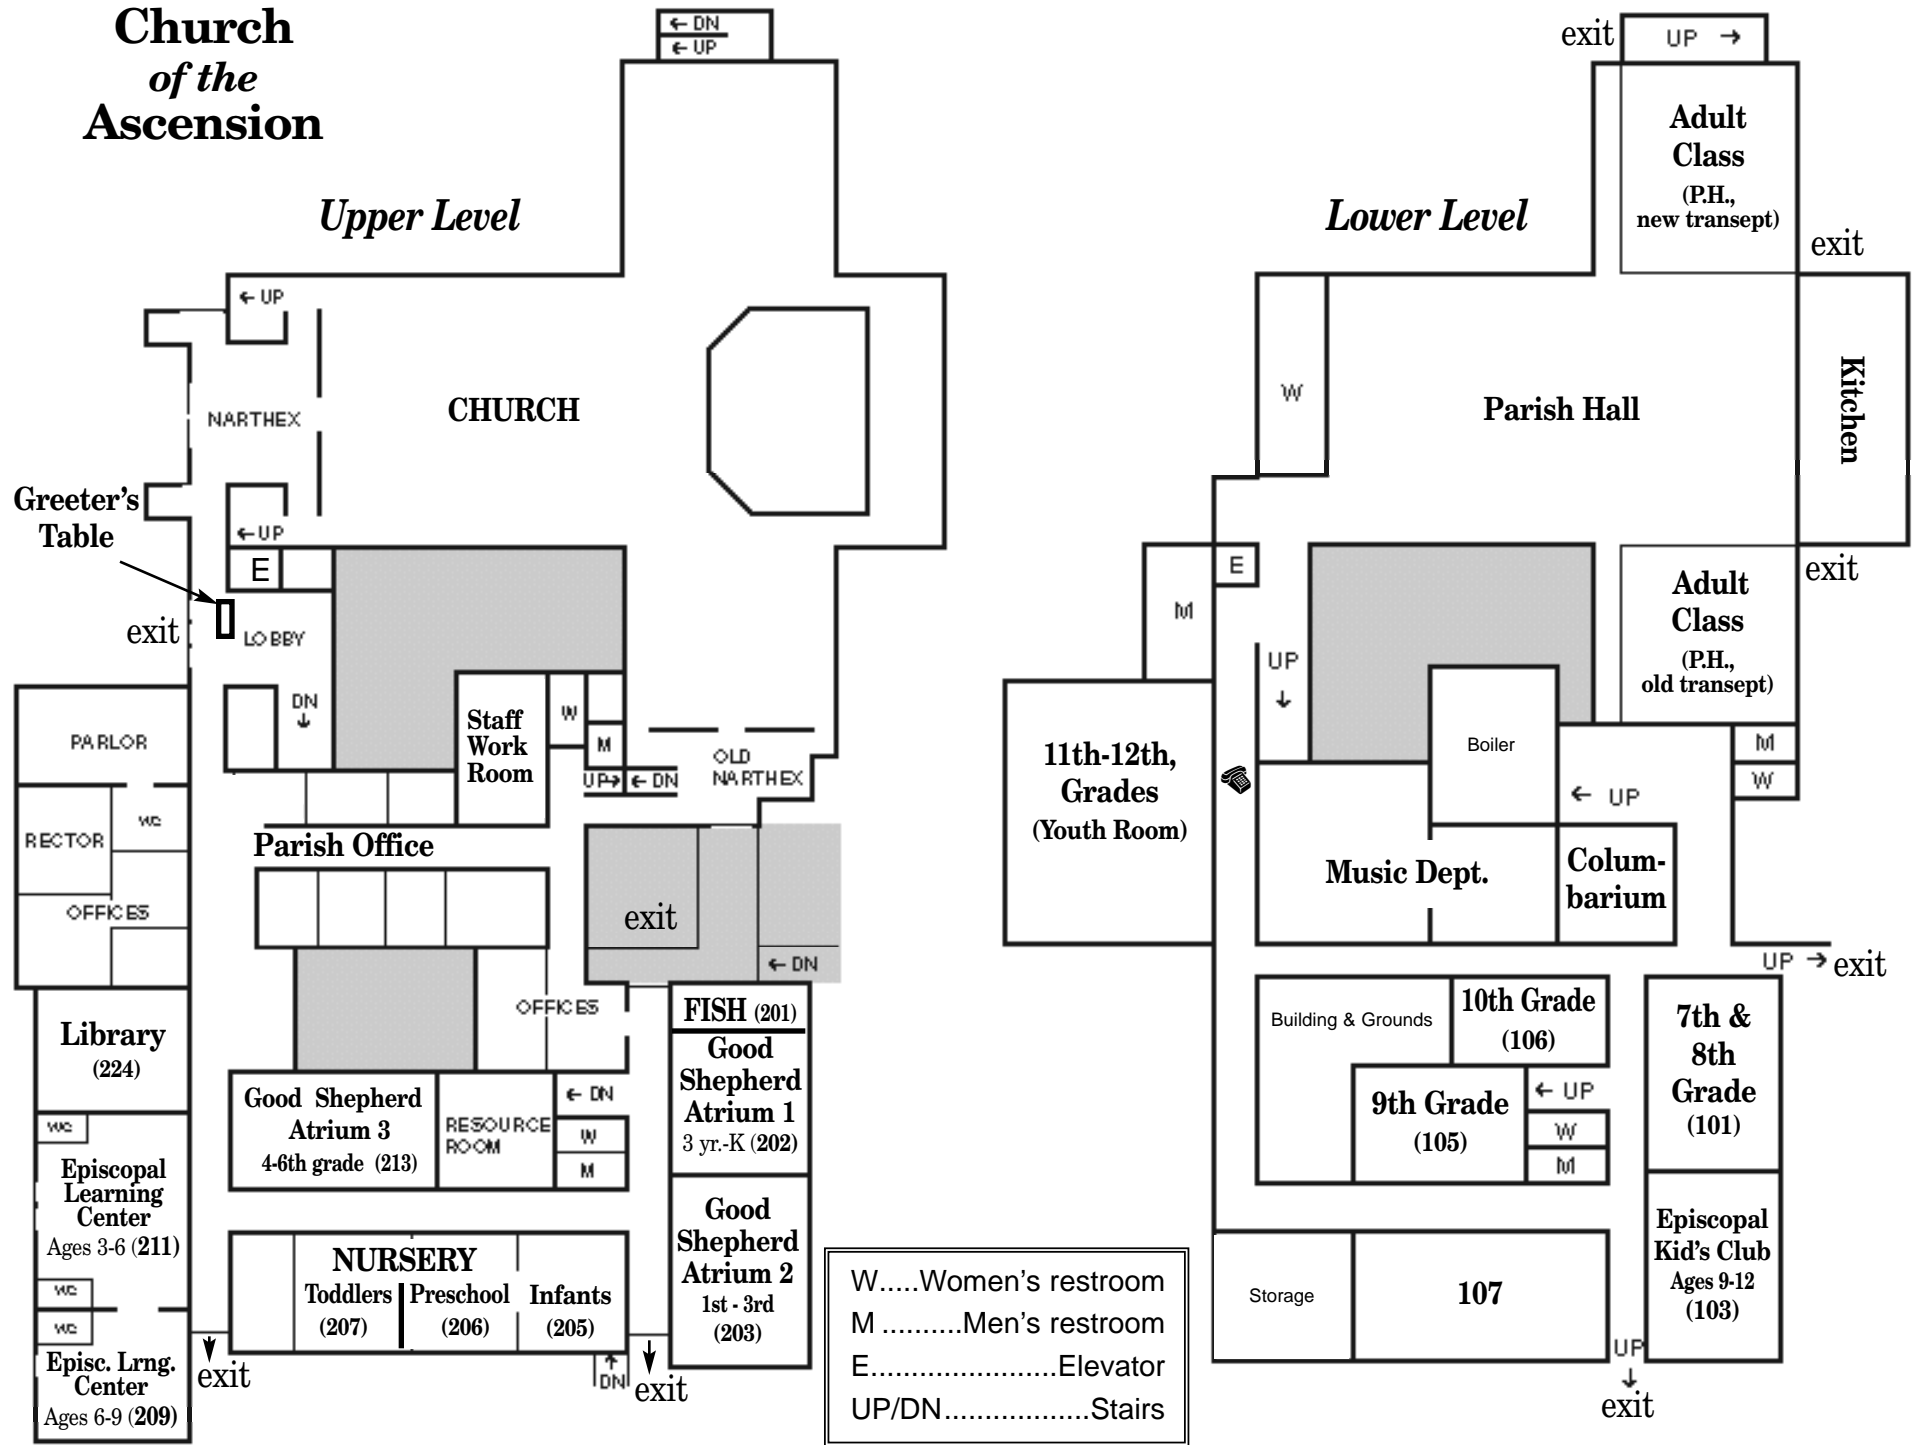 Church
of the
Ascension
Upper Level
← DN
← UP
← UP
NARTHEX
CHURCH
Greeter's
Table
← UP
E
exit
LOBBY
DN
↓
PARLOR
Staff
Work
Room
W
M
UP→
← DN
OLD
NARTHEX
RECTOR
WC
Parish Office
OFFICES
exit
← DN
OFFICES
Library
(224)
FISH (201)
Good
Shepherd
Atrium 1
3 yr.-K (202)
Good Shepherd
Atrium 3
4-6th grade (213)
RESOURCE
ROOM
← DN
W
M
WC
Episcopal
Learning
Center
Ages 3-6 (211)
WC
WC
Episc. Lrng.
Center
Ages 6-9 (209)
Good
Shepherd
Atrium 2
1st - 3rd
(203)
NURSERY
Toddlers
(207)
Preschool
(206)
Infants
(205)
exit
↑
DN
exit
W.....Women's restroom
M ..........Men's restroom
E.......................Elevator
UP/DN..................Stairs
Lower Level
exit
UP →
Adult
Class
(P.H.,
new transept)
exit
W
Parish Hall
Kitchen
E
M
exit
Adult
Class
(P.H.,
old transept)
UP
↓
11th-12th,
Grades
(Youth Room)
Boiler
M
W
← UP
Music Dept.
Colum-
barium
UP → exit
Building & Grounds
10th Grade
(106)
7th &
8th
Grade
(101)
9th Grade
(105)
← UP
W
M
Episcopal
Kid's Club
Ages 9-12
(103)
Storage
107
UP
↓
exit